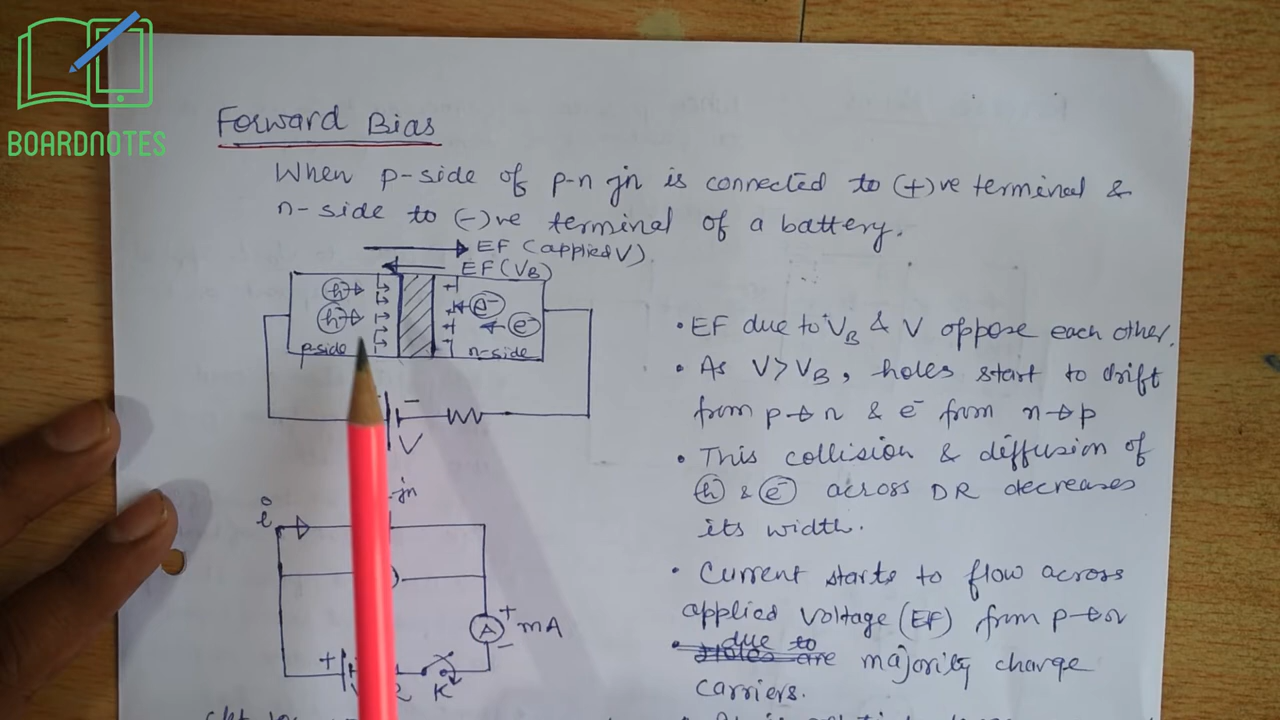 BOARDNOTES
Forward Bias
When p-side of p-n jn is connected to (+)ve terminal &
n-side to (-)ve terminal of a battery.
EF (applied V).
EF (VB)
h h
e- e-
p-side n-side
+ -
V
• EF due to VB & V oppose each other.
• As V > VB, holes start to drift
from p→n & e- from n→p
• This collision & diffusion of
h & e- across DR decreases
its width.
-jn
i
A + - mA
+
K
• Current starts to flow across
applied voltage (EF) from p→n
• due to
majority charge
carriers.